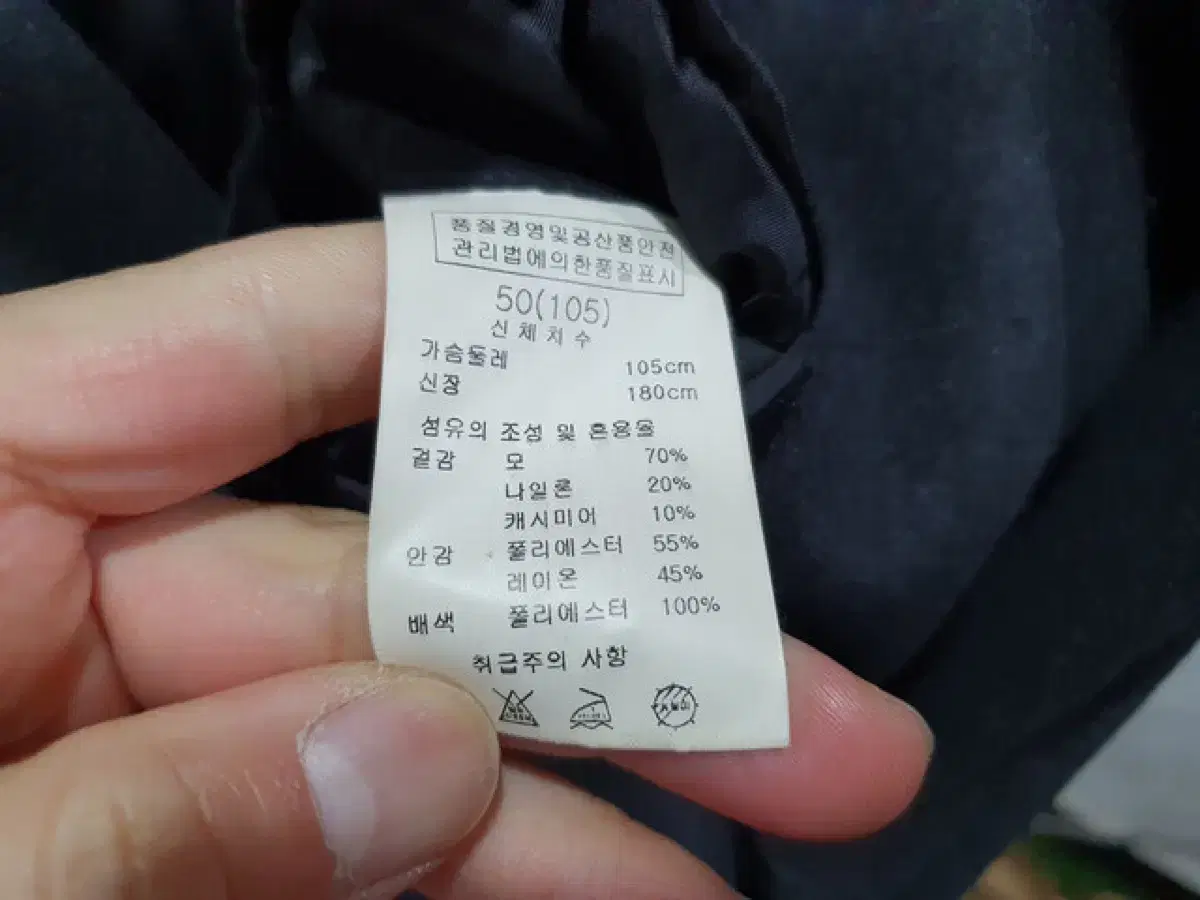 품질경영및공산품안전
관리법에의한품질표시
50(105)
신체치수
가슴둘레 105cm
신장 180cm
섬유의 조성 및 혼용율
겉감 모 70%
나일론 20%
캐시미어 10%
안감 폴리에스터 55%
레이온 45%
배색 폴리에스터 100%
취급주의 사항